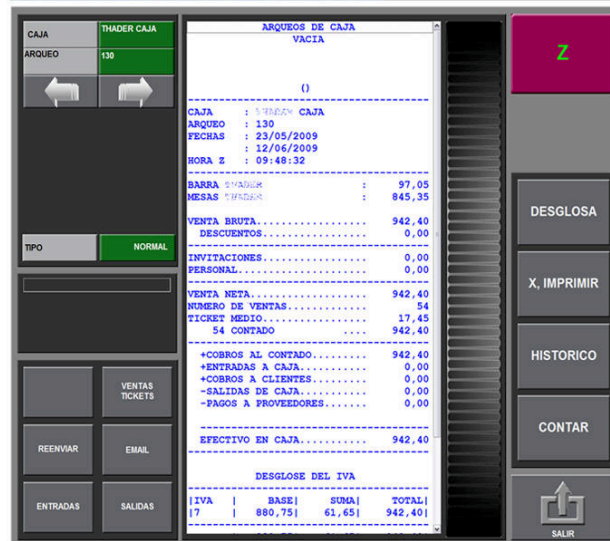 CAJA
THADER CAJA
ARQUEO
130
TIPO
NORMAL
VENTAS
TICKETS
REENVIAR
EMAIL
ENTRADAS
SALIDAS
ARQUEOS DE CAJA
VACIA
()
CAJA : THADER CAJA
ARQUEO : 130
FECHAS : 23/05/2009
: 12/06/2009
HORA Z : 09:48:32
BARRA THADER : 97,05
MESAS THADER : 845,35
VENTA BRUTA................. 942,40
DESCUENTOS............... 0,00
INVITACIONES................ 0,00
PERSONAL.................... 0,00
VENTA NETA.................. 942,40
NUMERO DE VENTAS............ 54
TICKET MEDIO................ 17,45
54 CONTADO .... 942,40
+COBROS AL CONTADO......... 942,40
+ENTRADAS A CAJA........... 0,00
+COBROS A CLIENTES......... 0,00
-SALIDAS DE CAJA........... 0,00
-PAGOS A PROVEEDORES....... 0,00
EFECTIVO EN CAJA........... 942,40
DESGLOSE DEL IVA
|IVA | BASE| SUMA| TOTAL|
|7 | 880,75| 61,65| 942,40|
Z
DESGLOSA
X, IMPRIMIR
HISTORICO
CONTAR
SALIR